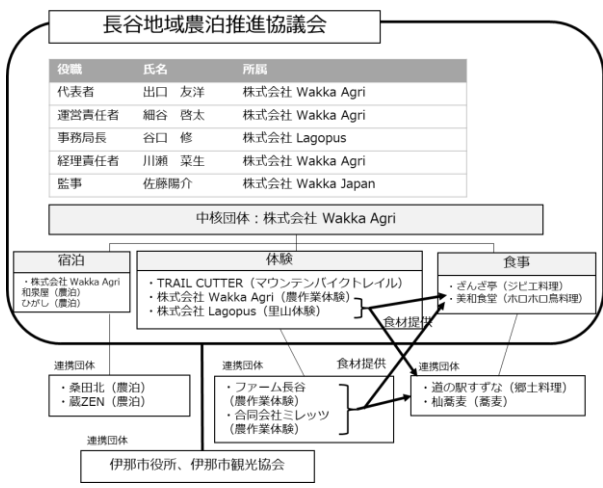 長谷地域農泊推進協議会
役職 氏名 所属
代表者 出口 友洋 株式会社 Wakka Agri
運営責任者 細谷 啓太 株式会社 Wakka Agri
事務局長 谷口 修 株式会社 Lagopus
経理責任者 川瀬 菜生 株式会社 Wakka Agri
監事 佐藤陽介 株式会社 Wakka Japan
中核団体：株式会社 Wakka Agri
宿泊
・株式会社 Wakka Agri
和泉屋（農泊）
ひがし（農泊）
体験
・TRAIL CUTTER（マウンテンバイクトレイル）
・株式会社 Wakka Agri（農作業体験）
・株式会社 Lagopus（里山体験）
食事
・ざんざ亭（ジビエ料理）
・美和食堂（ホロホロ鳥料理）
食材提供
連携団体
・桑田北（農泊）
・蔵ZEN（農泊）
連携団体
食材提供
・ファーム長谷
（農作業体験）
・合同会社ミレッツ
（農作業体験）
連携団体
・道の駅すずな（郷土料理）
・杣蕎麦（蕎麦）
連携団体
伊那市役所、伊那市観光協会